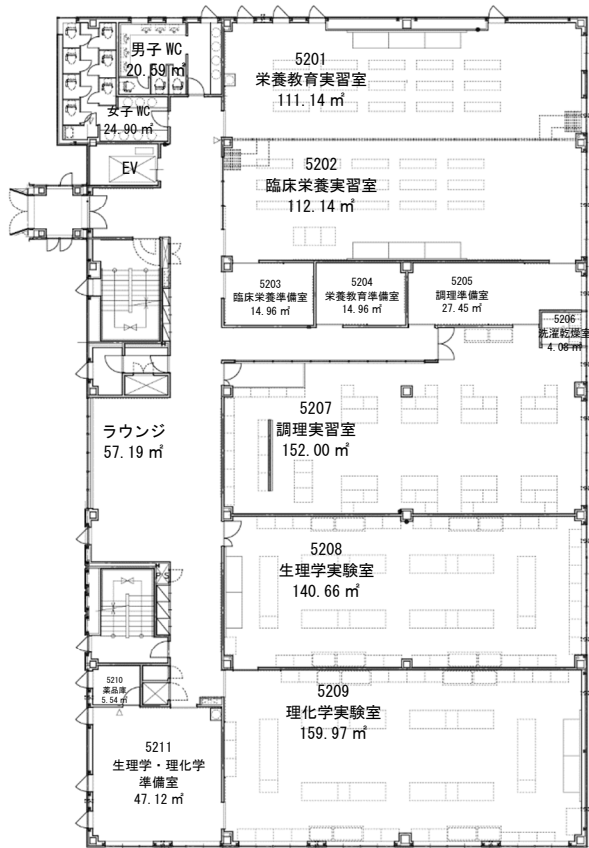 男子 WC
20.59 ㎡
女子 WC
24.90 ㎡
EV
5201
栄養教育実習室
111.14 ㎡
5202
臨床栄養実習室
112.14 ㎡
5203
臨床栄養準備室
14.96 ㎡
5204
栄養教育準備室
14.96 ㎡
5205
調理準備室
27.45 ㎡
5206
洗濯乾燥室
4.08 ㎡
5207
調理実習室
152.00 ㎡
ラウンジ
57.19 ㎡
5208
生理学実験室
140.66 ㎡
5209
理化学実験室
159.97 ㎡
5210
薬品庫
5.54 ㎡
5211
生理学・理化学
準備室
47.12 ㎡